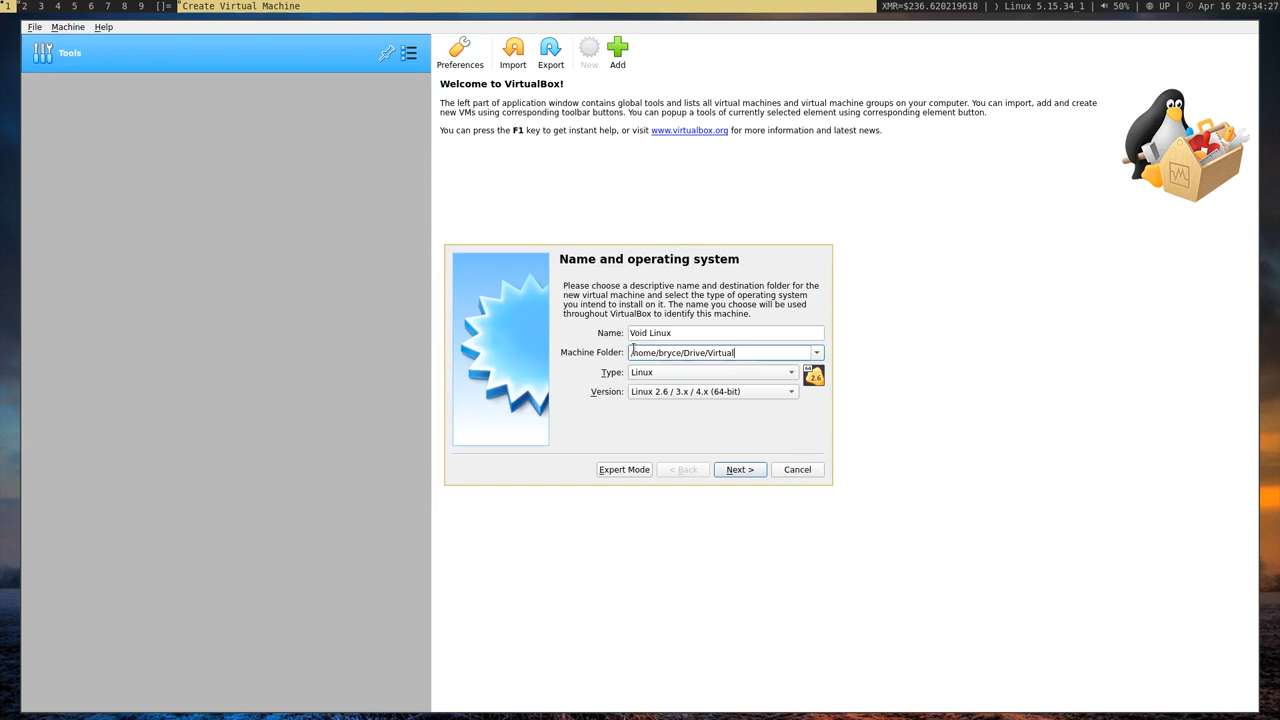 1 2 3 4 5 6 7 8 9 []= Create Virtual Machine XMR=$236.620219618 | ) Linux 5.15.34_1 | 50% | UP | Apr 16 20:34:27
File Machine Help
Tools
Preferences Import Export New Add
Welcome to VirtualBox!
The left part of application window contains global tools and lists all virtual machines and virtual machine groups on your computer. You can import, add and create
new VMs using corresponding toolbar buttons. You can popup a tools of currently selected element using corresponding element button.
You can press the F1 key to get instant help, or visit www.virtualbox.org for more information and latest news.
Name and operating system
Please choose a descriptive name and destination folder for the
new virtual machine and select the type of operating system
you intend to install on it. The name you choose will be used
throughout VirtualBox to identify this machine.
Name: Void Linux
Machine Folder: /home/bryce/Drive/Virtual
Type: Linux
64
2.6
Version: Linux 2.6 / 3.x / 4.x (64-bit)
Expert Mode < Back Next > Cancel